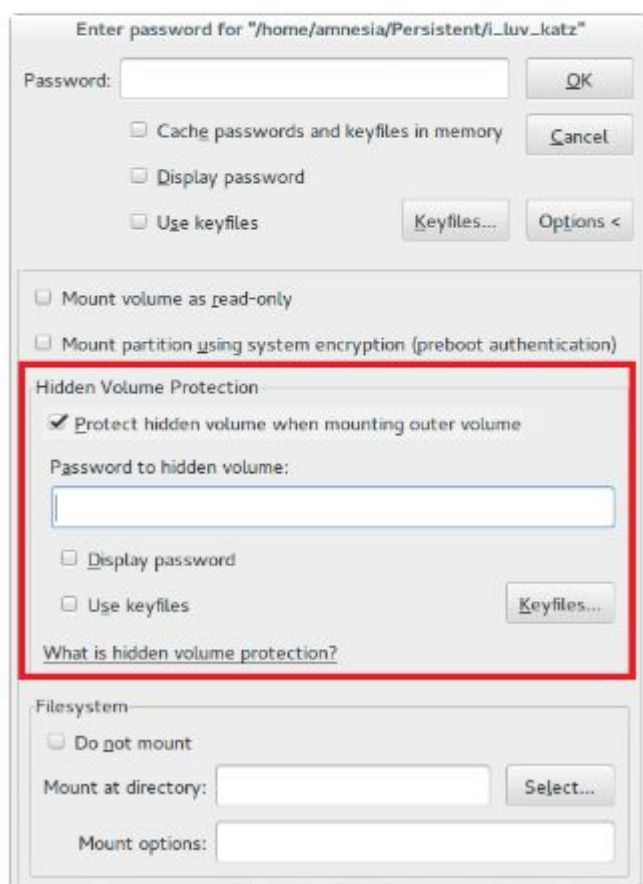 Enter password for "/home/amnesia/Persistent/i_luv_katz"
Password:
OK
Cache passwords and keyfiles in memory
Cancel
Display password
Use keyfiles
Keyfiles...
Options <
Mount volume as read-only
Mount partition using system encryption (preboot authentication)
Hidden Volume Protection
Protect hidden volume when mounting outer volume
Password to hidden volume:
Display password
Use keyfiles
Keyfiles...
What is hidden volume protection?
Filesystem
Do not mount
Mount at directory:
Select...
Mount options: